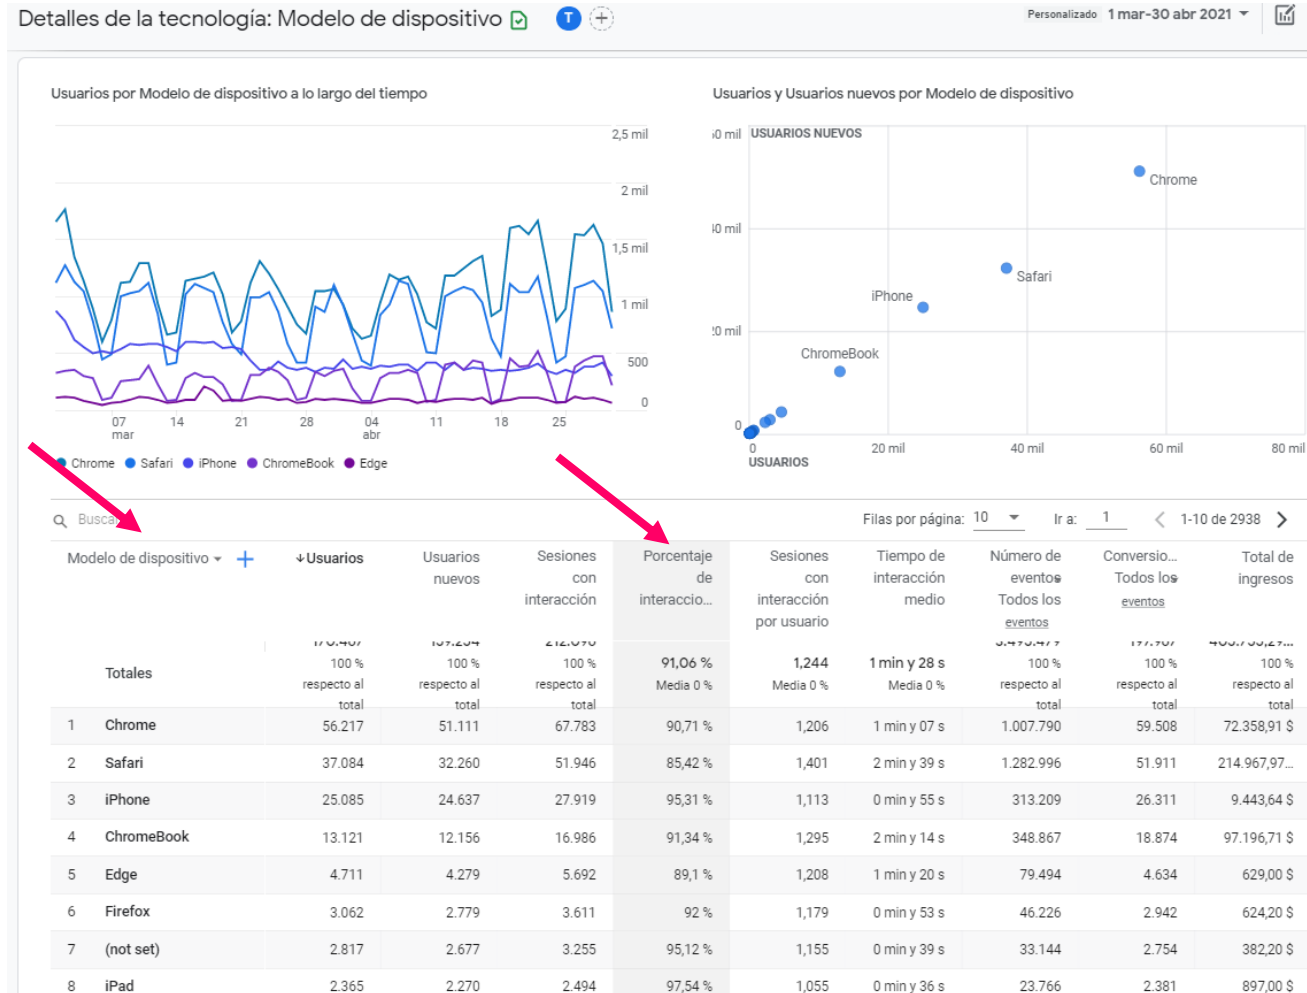 Detalles de la tecnología: Modelo de dispositivo T
Personalizado 1 mar-30 abr 2021
Usuarios por Modelo de dispositivo a lo largo del tiempo
2,5 mil
2 mil
1,5 mil
1 mil
500
0
07 14 21 28 04 11 18 25
mar abr
Chrome Safari iPhone ChromeBook Edge
Usuarios y Usuarios nuevos por Modelo de dispositivo
USUARIOS NUEVOS
Chrome
Safari
iPhone
20 mil
ChromeBook
0
0 20 mil 40 mil 60 mil 80 mil
USUARIOS
Filas por página: 10 Ir a: 1 1-10 de 2938
Modelo de dispositivo
Usuarios
Usuarios
nuevos
Sesiones
con
interacción
Porcentaje
de
interaccio...
Sesiones
con
interacción
por usuario
Tiempo de
interacción
medio
Número de
eventos
Todos los
eventos
Conversio...
Todos los
eventos
Total de
ingresos
Totales
100 %
respecto al
total
100 %
respecto al
total
100 %
respecto al
total
91,06 %
Media 0 %
1,244
Media 0 %
1 min y 28 s
Media 0 %
100 %
respecto al
total
100 %
respecto al
total
100 %
respecto al
total
1 Chrome 56.217 51.111 67.783 90,71 % 1,206 1 min y 07 s 1.007.790 59.508 72.358,91 $
2 Safari 37.084 32.260 51.946 85,42 % 1,401 2 min y 39 s 1.282.996 51.911 214.967,97...
3 iPhone 25.085 24.637 27.919 95,31 % 1,113 0 min y 55 s 313.209 26.311 9.443,64 $
4 ChromeBook 13.121 12.156 16.986 91,34 % 1,295 2 min y 14 s 348.867 18.874 97.196,71 $
5 Edge 4.711 4.279 5.692 89,1 % 1,208 1 min y 20 s 79.494 4.634 629,00 $
6 Firefox 3.062 2.779 3.611 92 % 1,179 0 min y 53 s 46.226 2.942 624,20 $
7 (not set) 2.817 2.677 3.255 95,12 % 1,155 0 min y 39 s 33.144 2.754 382,20 $
8 iPad 2.365 2.270 2.494 97,54 % 1,055 0 min y 36 s 23.766 2.381 897,00 $